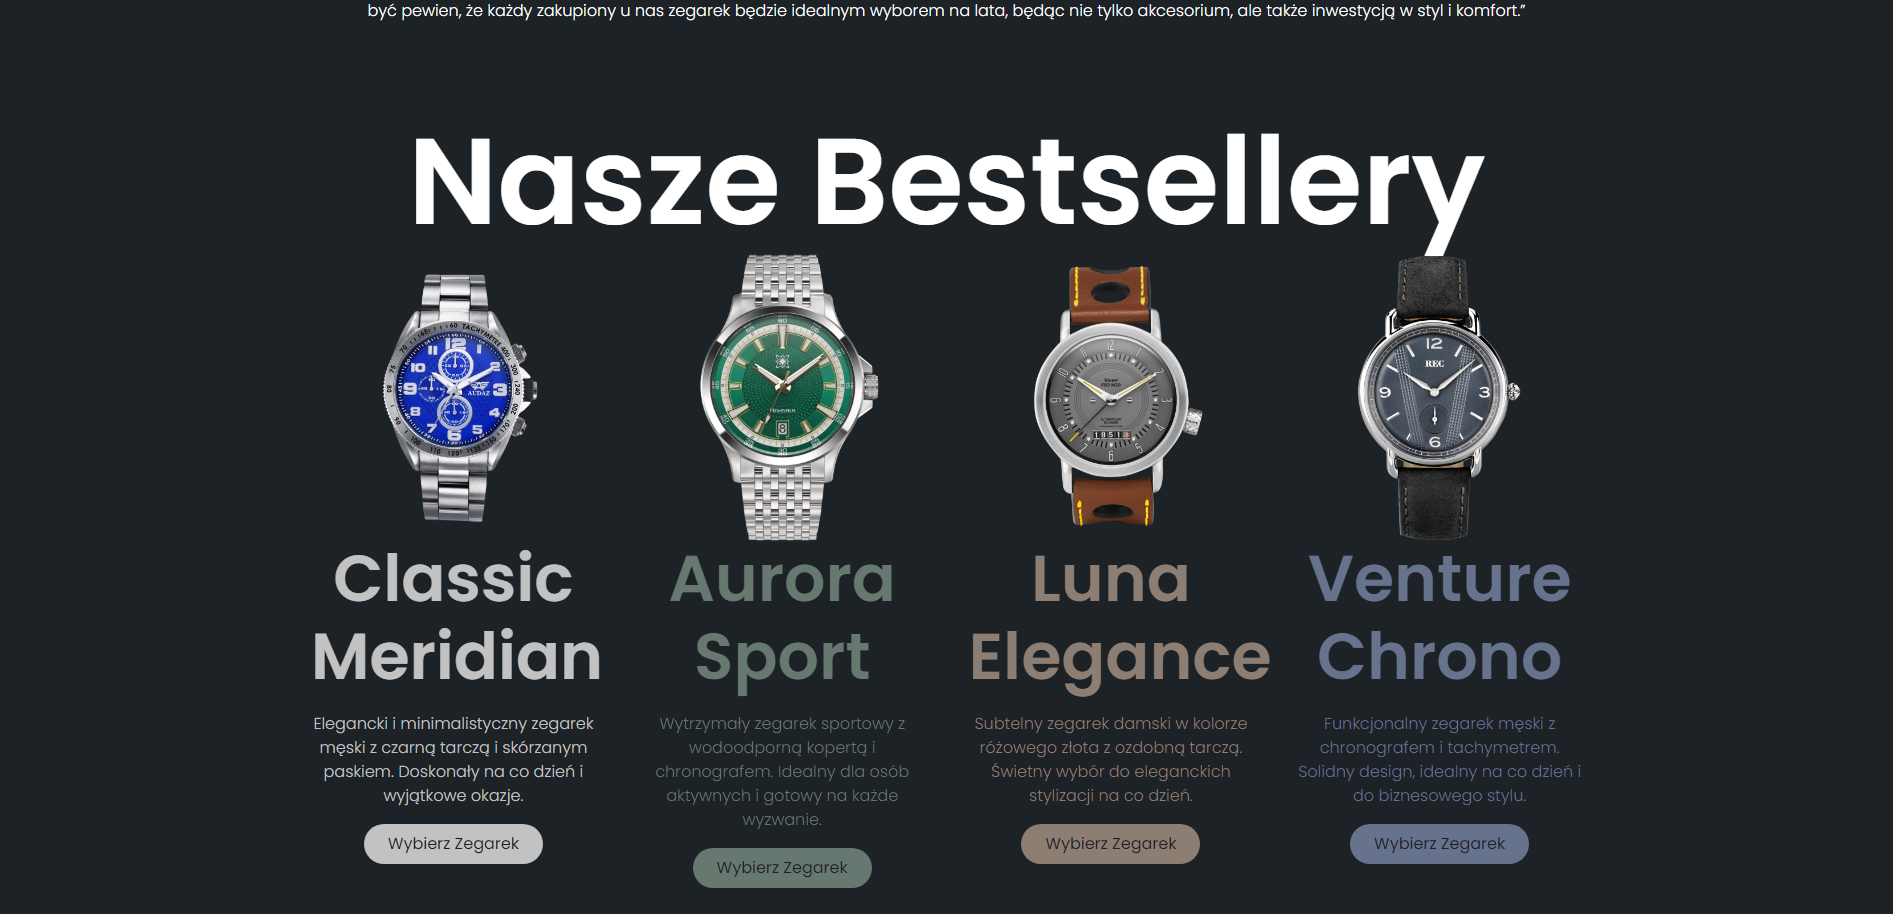 być pewien, że każdy zakupiony u nas zegarek będzie idealnym wyborem na lata, będąc nie tylko akcesorium, ale także inwestycją w styl i komfort.”
Nasze Bestsellery
TACHYMETRE
AUDAZ
REC
Classic
Meridian
Elegancki i minimalistyczny zegarek
męski z czarną tarczą i skórzanym
paskiem. Doskonały na co dzień i
wyjątkowe okazje.
Wybierz Zegarek
Aurora
Sport
Wytrzymały zegarek sportowy z
wodoodporną kopertą i
chronografem. Idealny dla osób
aktywnych i gotowy na każde
wyzwanie.
Wybierz Zegarek
Luna
Elegance
Subtelny zegarek damski w kolorze
różowego złota z ozdobną tarczą.
Świetny wybór do eleganckich
stylizacji na co dzień.
Wybierz Zegarek
Venture
Chrono
Funkcjonalny zegarek męski z
chronografem i tachymetrem.
Solidny design, idealny na co dzień i
do biznesowego stylu.
Wybierz Zegarek